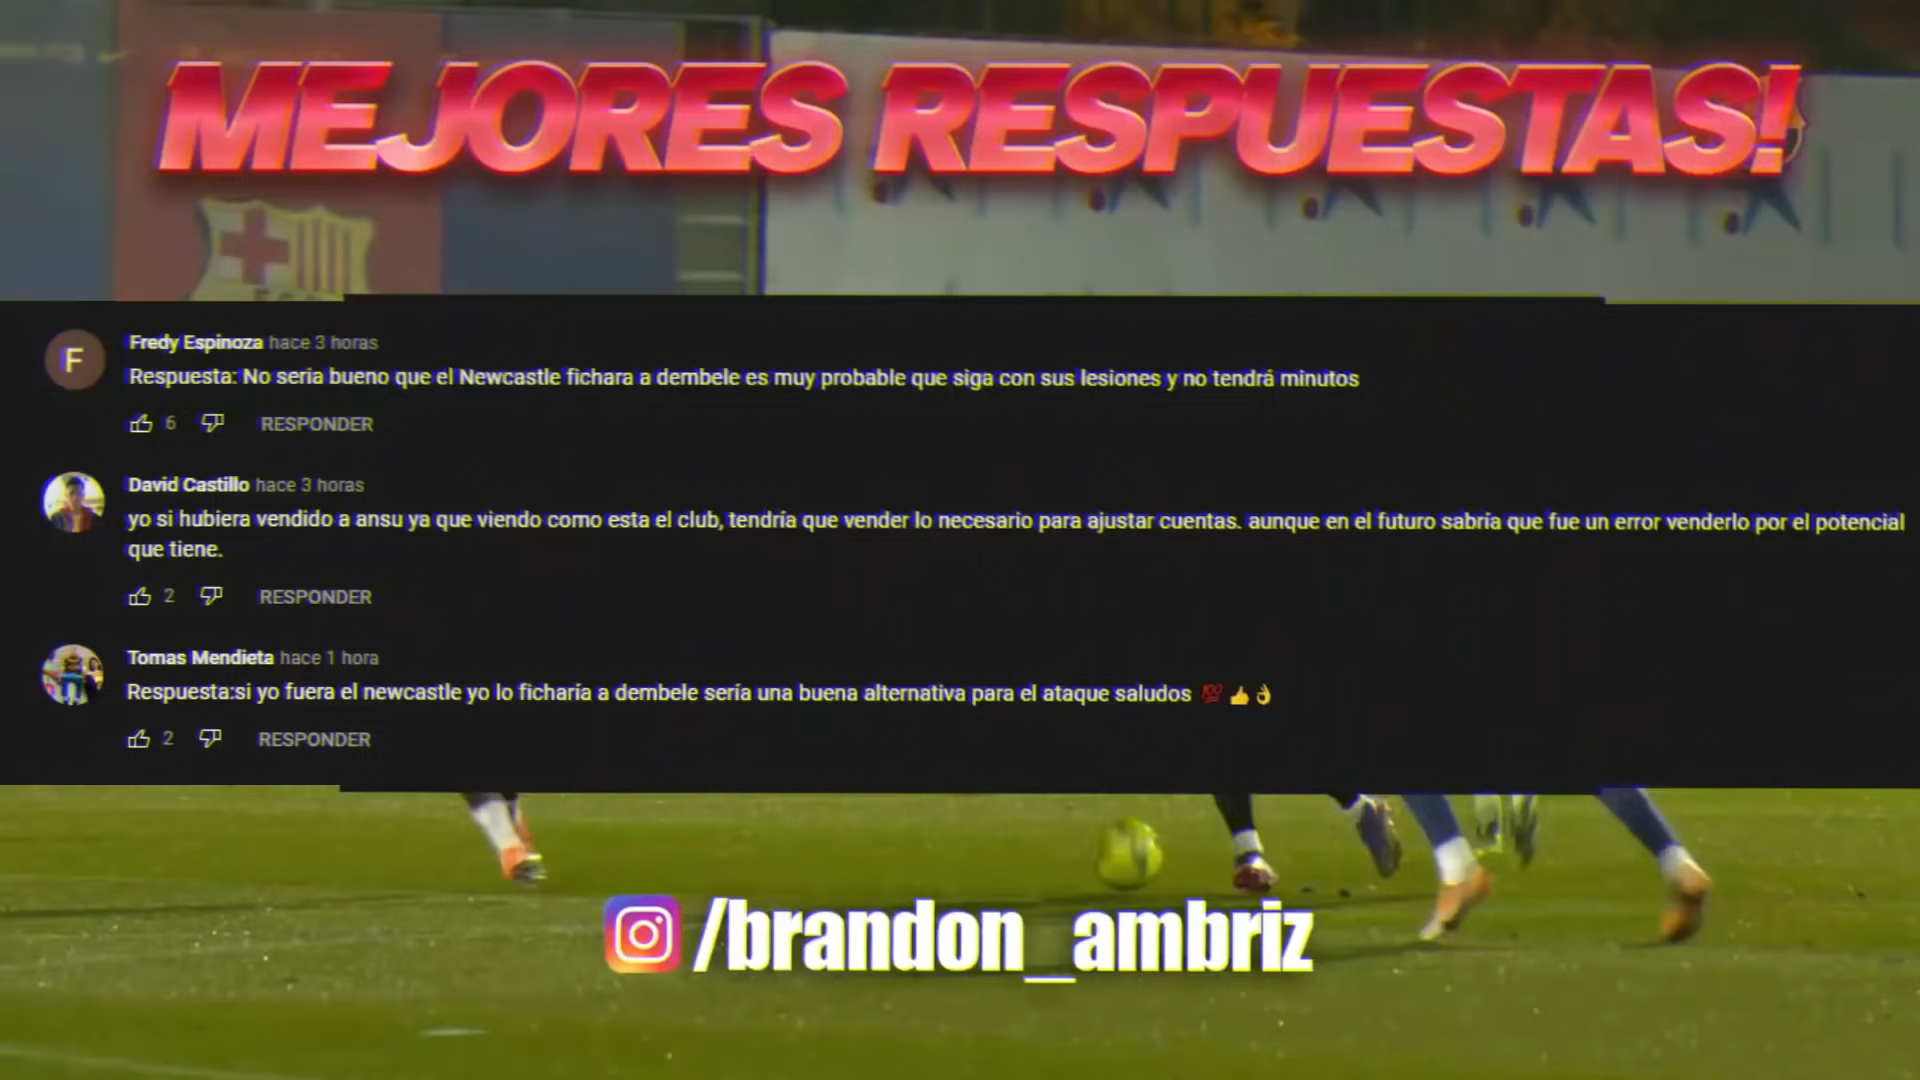 MEJORES RESPUESTAS!
F
Fredy Espinoza hace 3 horas
Respuesta: No seria bueno que el Newcastle fichara a dembele es muy probable que siga con sus lesiones y no tendrá minutos
6 RESPONDER
David Castillo hace 3 horas
yo si hubiera vendido a ansu ya que viendo como esta el club, tendría que vender lo necesario para ajustar cuentas. aunque en el futuro sabría que fue un error venderlo por el potencial
que tiene.
2 RESPONDER
Tomas Mendieta hace 1 hora
Respuesta:si yo fuera el newcastle yo lo ficharía a dembele sería una buena alternativa para el ataque saludos 💯👍👌
2 RESPONDER
/brandon_ambriz